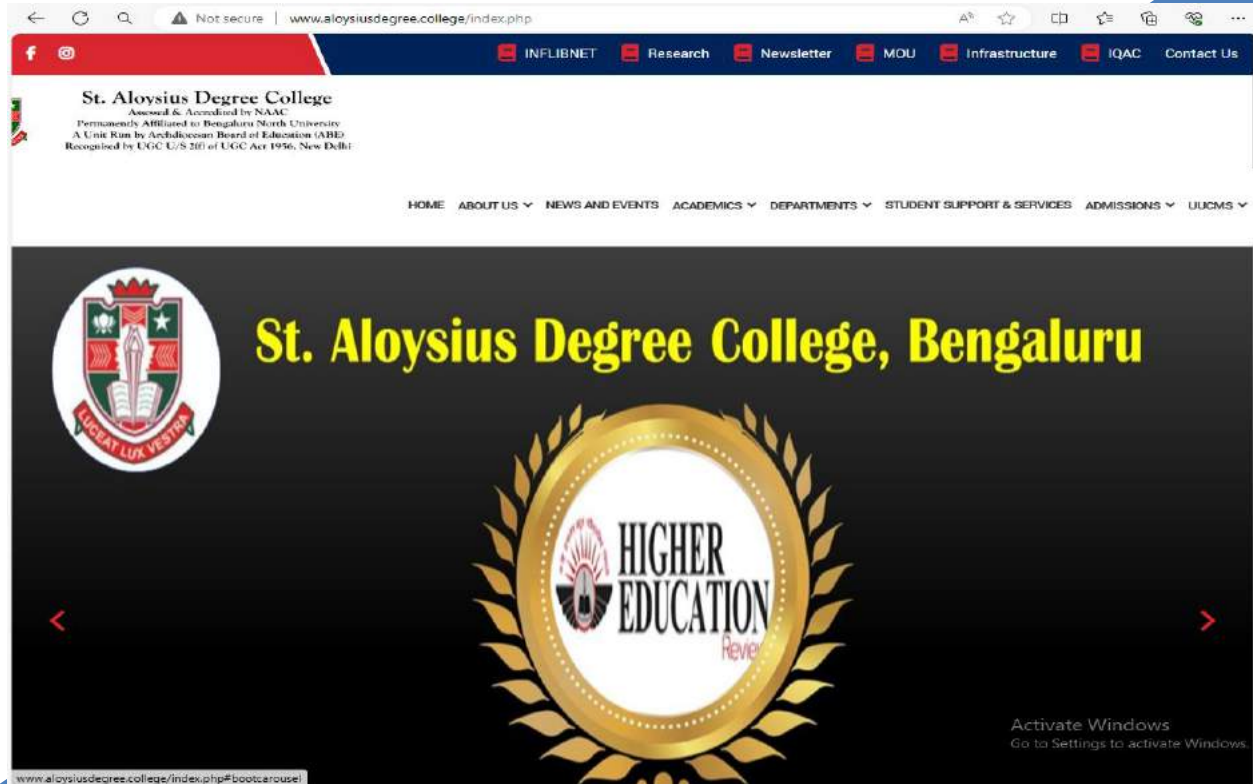 Not secure | www.aloysiusdegree.college/index.php
INFLIBNET Research Newsletter MOU Infrastructure IQAC Contact Us
St. Aloysius Degree College
Assessed & Accredited by NAAC
Permanently Affiliated to Bengaluru North University
A Unit Run by Archdiocesan Board of Education (ABE)
Recognised by UGC U/S 2(f) of UGC Act 1956, New Delhi
HOME ABOUT US NEWS AND EVENTS ACADEMICS DEPARTMENTS STUDENT SUPPORT & SERVICES ADMISSIONS UUCMS
St. Aloysius Degree College, Bengaluru
LUCEAT LUX VESTRA
HIGHER
EDUCATION
Review
Activate Windows
Go to Settings to activate Windows.
www.aloysiusdegree.college/index.php#bootcarousel